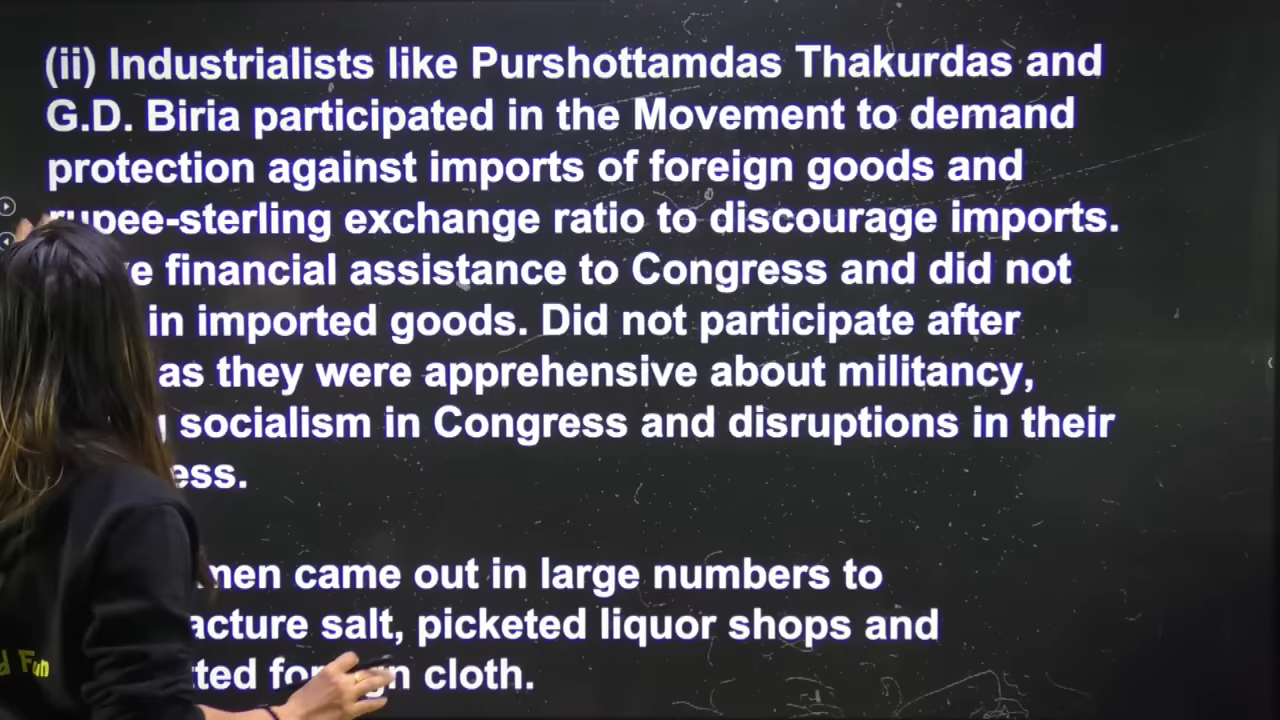 (ii) Industrialists like Purshottamdas Thakurdas and
G.D. Biria participated in the Movement to demand
protection against imports of foreign goods and
rupee-sterling exchange ratio to discourage imports.
financial assistance to Congress and did not
in imported goods. Did not participate after
as they were apprehensive about militancy,
socialism in Congress and disruptions in their
came out in large numbers to
salt, picketed liquor shops and
cloth.
Fun